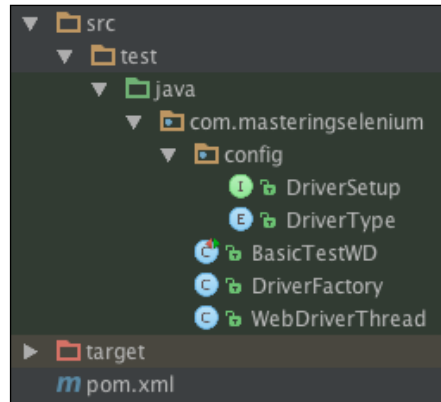 src
test
java
com.masteringselenium
config
I DriverSetup
E DriverType
C BasicTestWD
C DriverFactory
C WebDriverThread
target
m pom.xml